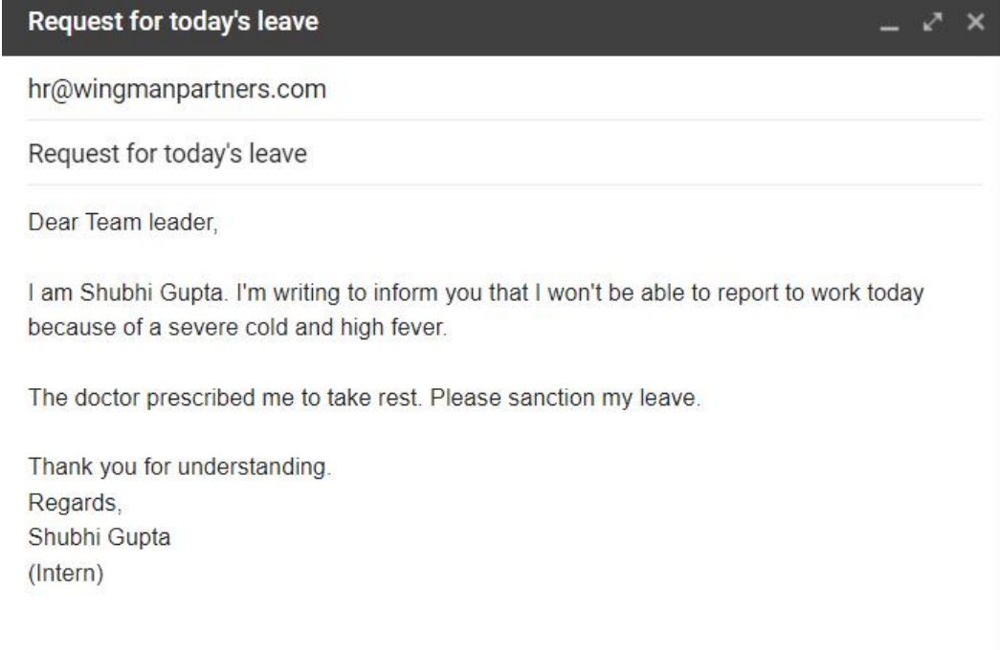 Request for today's leave
hr@wingmanpartners.com
Request for today's leave
Dear Team leader,
I am Shubhi Gupta. I'm writing to inform you that I won't be able to report to work today
because of a severe cold and high fever.
The doctor prescribed me to take rest. Please sanction my leave.
Thank you for understanding.
Regards,
Shubhi Gupta
(Intern)